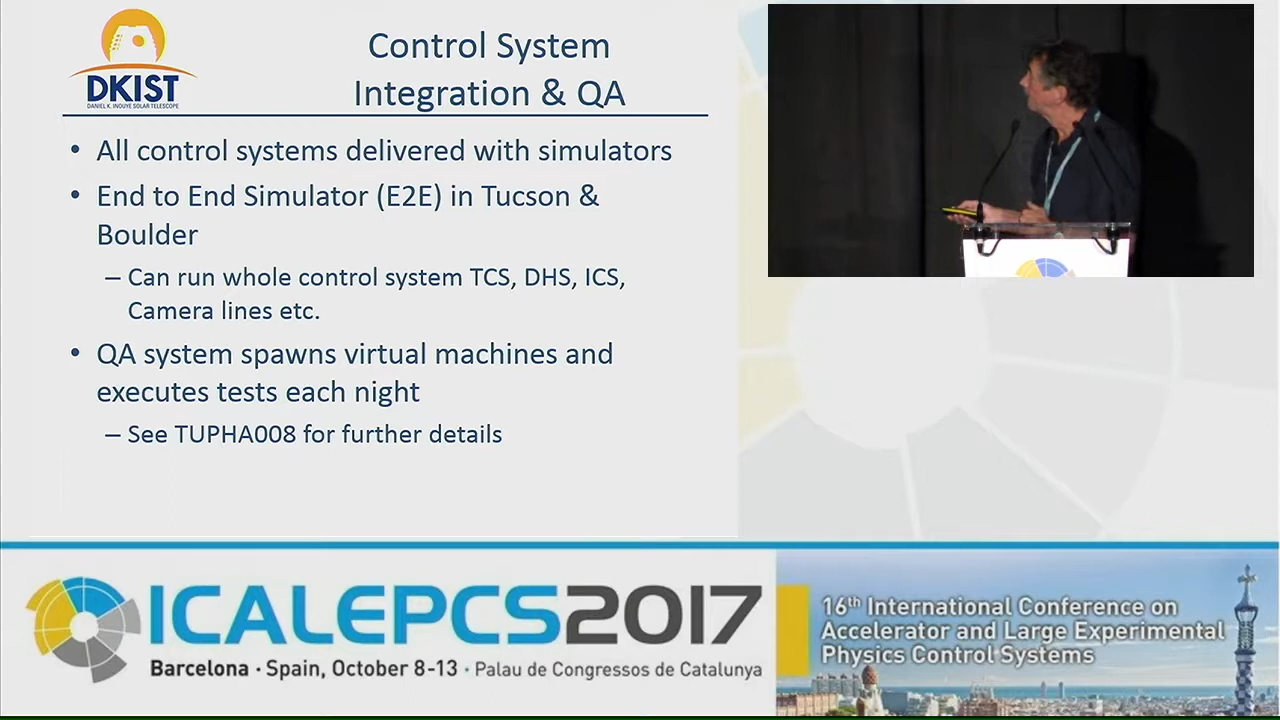 DKIST
DANIEL K. INOUYE SOLAR TELESCOPE
Control System
Integration & QA
• All control systems delivered with simulators
• End to End Simulator (E2E) in Tucson &
Boulder
– Can run whole control system TCS, DHS, ICS,
Camera lines etc.
• QA system spawns virtual machines and
executes tests each night
– See TUPHA008 for further details
ICALEPCS2017
Barcelona · Spain, October 8-13 · Palau de Congressos de Catalunya
16th International Conference on
Accelerator and Large Experimental
Physics Control Systems